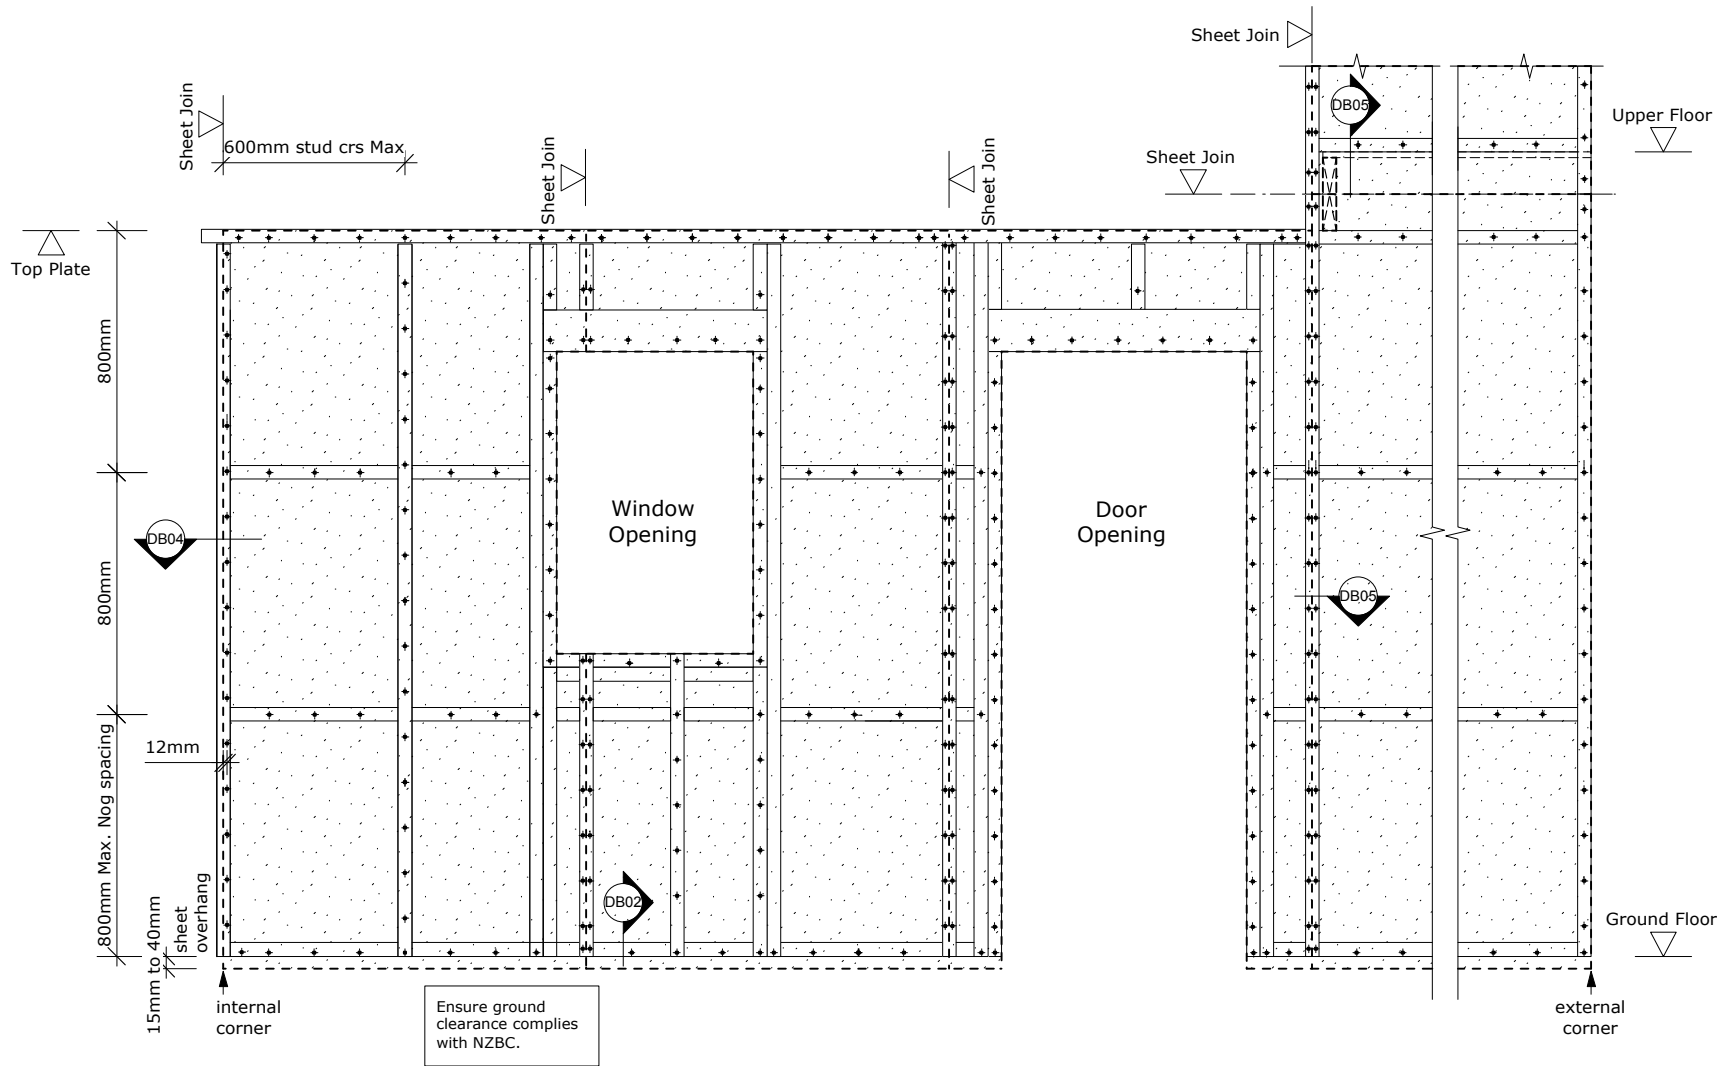 Sheet Join
Sheet Join
600mm stud crs Max
Sheet Join
Sheet Join
Sheet Join
DB05
Upper Floor
Top Plate
800mm
Window
Opening
Door
Opening
DB04
800mm
DB05
12mm
800mm Max. Nog spacing
DB02
15mm to 40mm
sheet
overhang
Ground Floor
internal
corner
Ensure ground
clearance complies
with NZBC.
external
corner